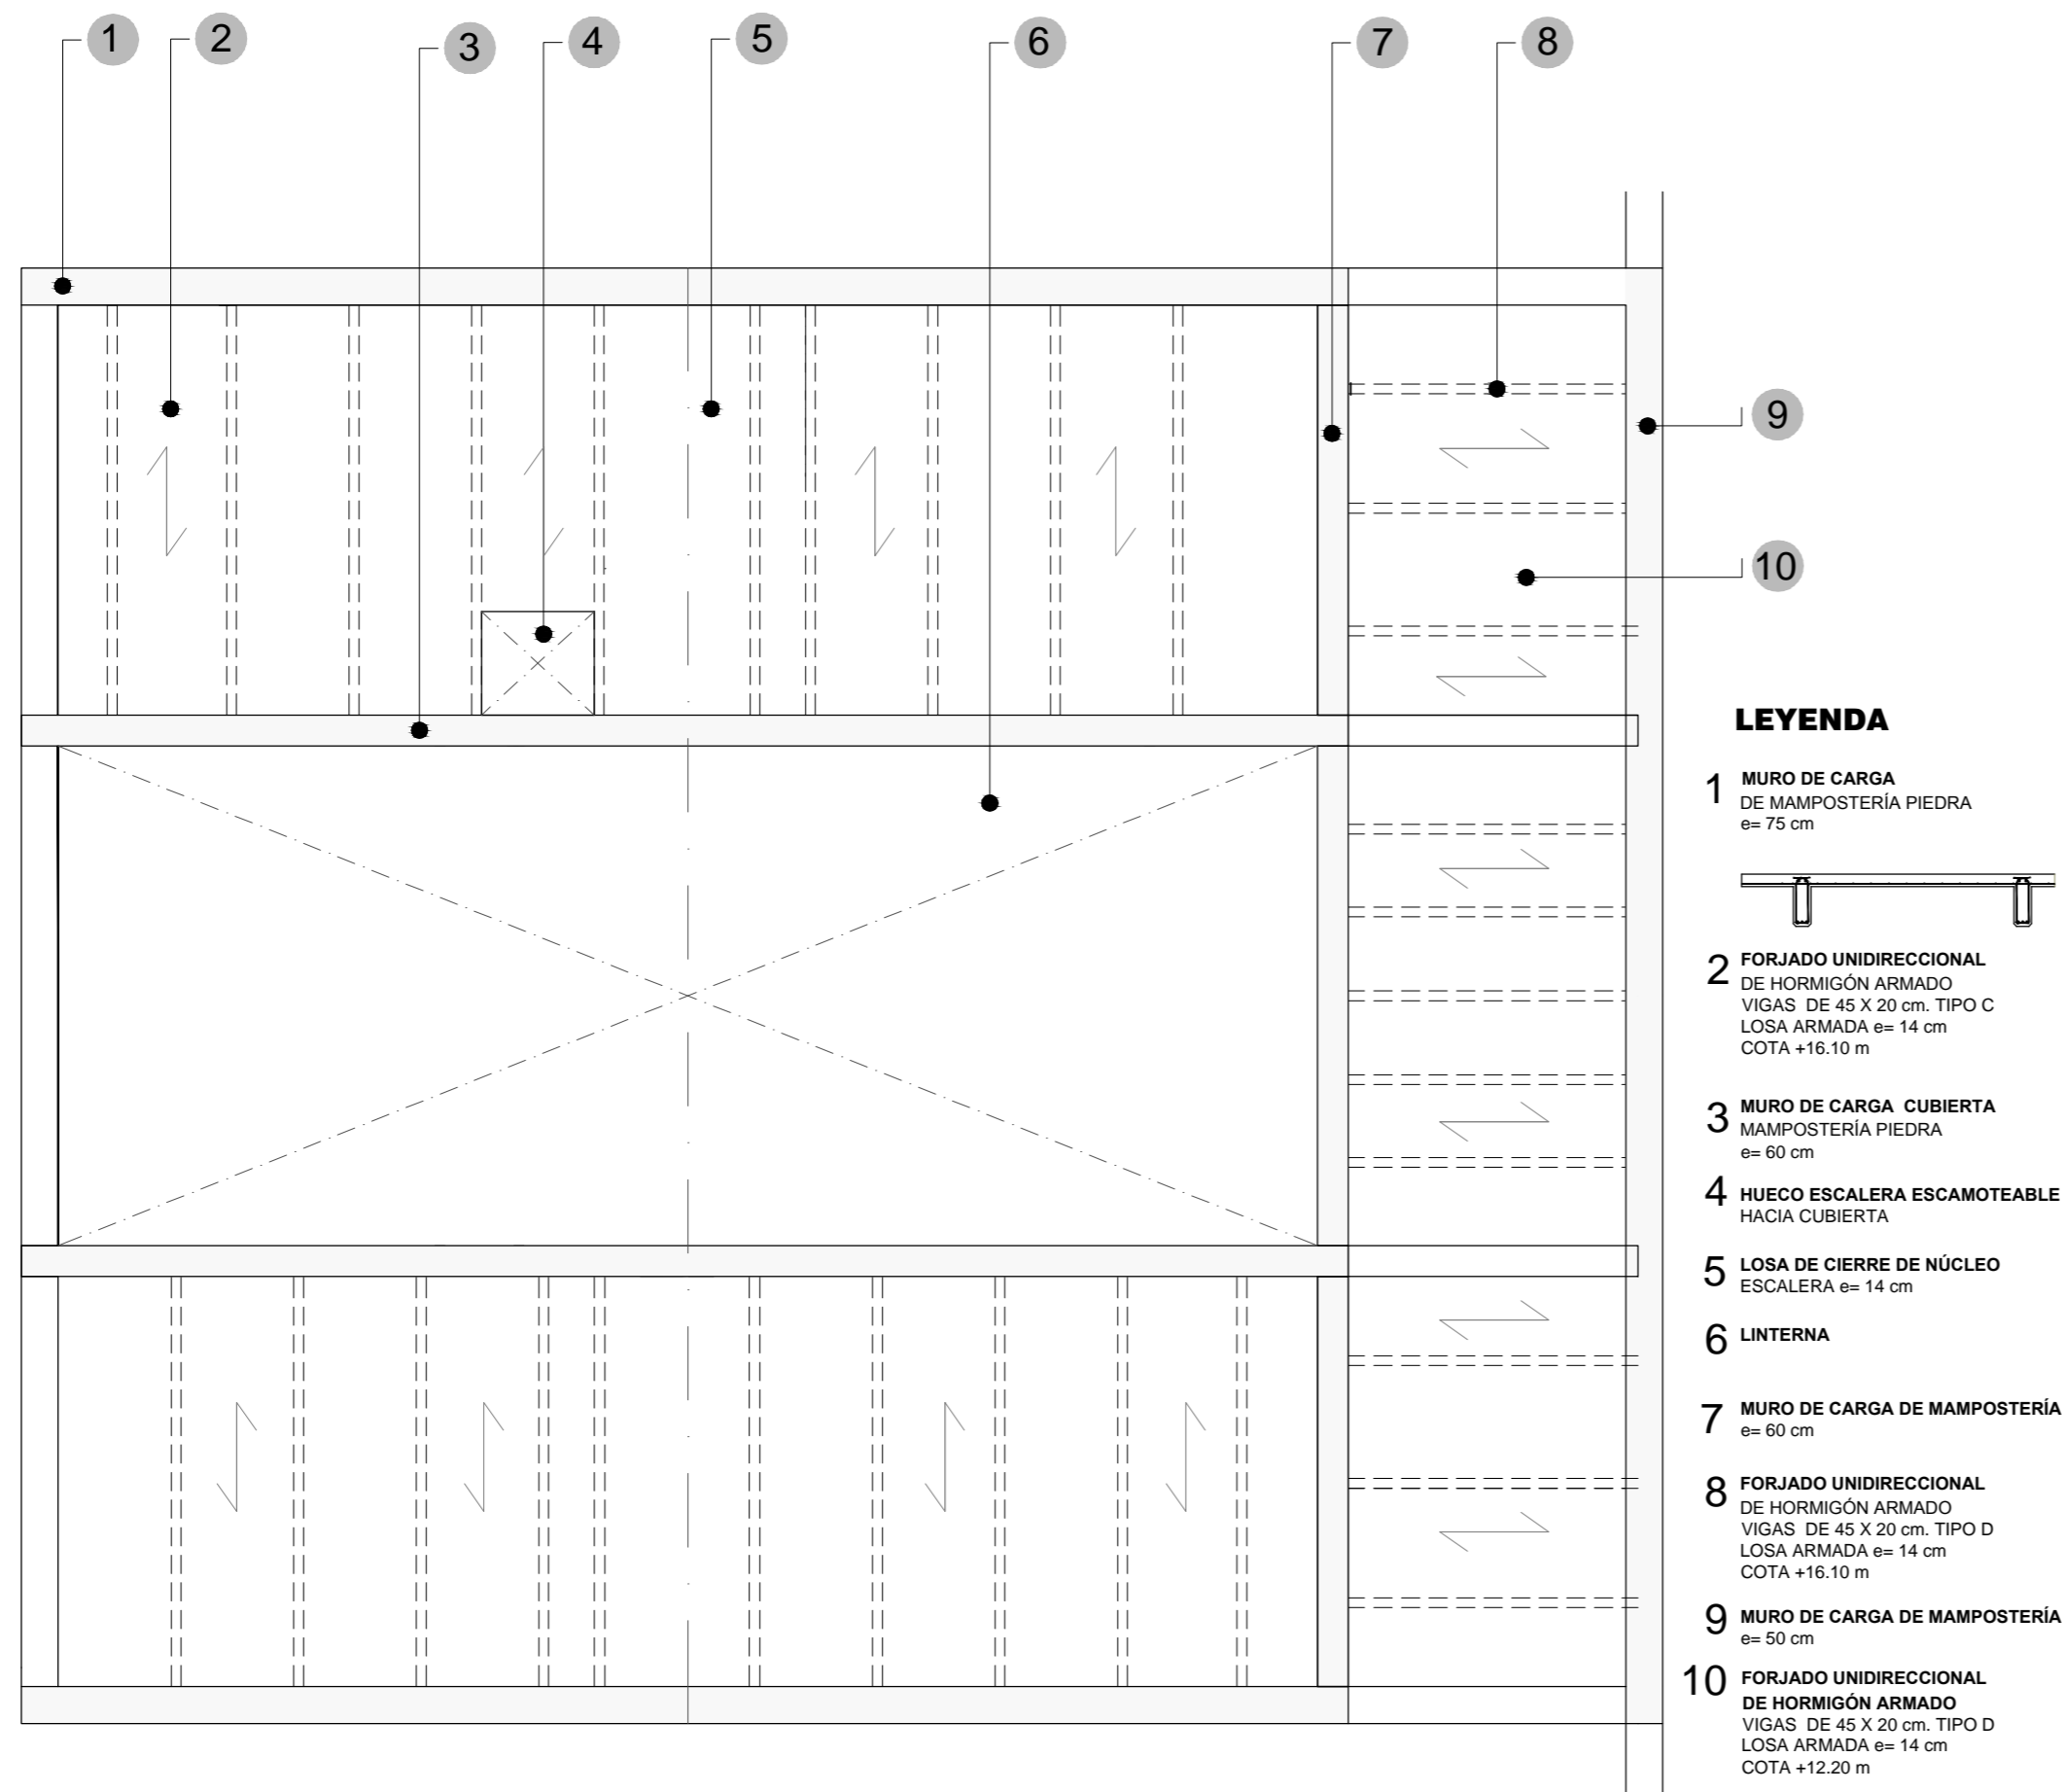 1
2
3
4
5
6
7
8
9
10
LEYENDA
1 MURO DE CARGA
DE MAMPOSTERÍA PIEDRA
e= 75 cm
2 FORJADO UNIDIRECCIONAL
DE HORMIGÓN ARMADO
VIGAS DE 45 X 20 cm. TIPO C
LOSA ARMADA e= 14 cm
COTA +16.10 m
3 MURO DE CARGA CUBIERTA
MAMPOSTERÍA PIEDRA
e= 60 cm
4 HUECO ESCALERA ESCAMOTEABLE
HACIA CUBIERTA
5 LOSA DE CIERRE DE NÚCLEO
ESCALERA e= 14 cm
6 LINTERNA
7 MURO DE CARGA DE MAMPOSTERÍA
e= 60 cm
8 FORJADO UNIDIRECCIONAL
DE HORMIGÓN ARMADO
VIGAS DE 45 X 20 cm. TIPO D
LOSA ARMADA e= 14 cm
COTA +16.10 m
9 MURO DE CARGA DE MAMPOSTERÍA
e= 50 cm
10 FORJADO UNIDIRECCIONAL
DE HORMIGÓN ARMADO
VIGAS DE 45 X 20 cm. TIPO D
LOSA ARMADA e= 14 cm
COTA +12.20 m